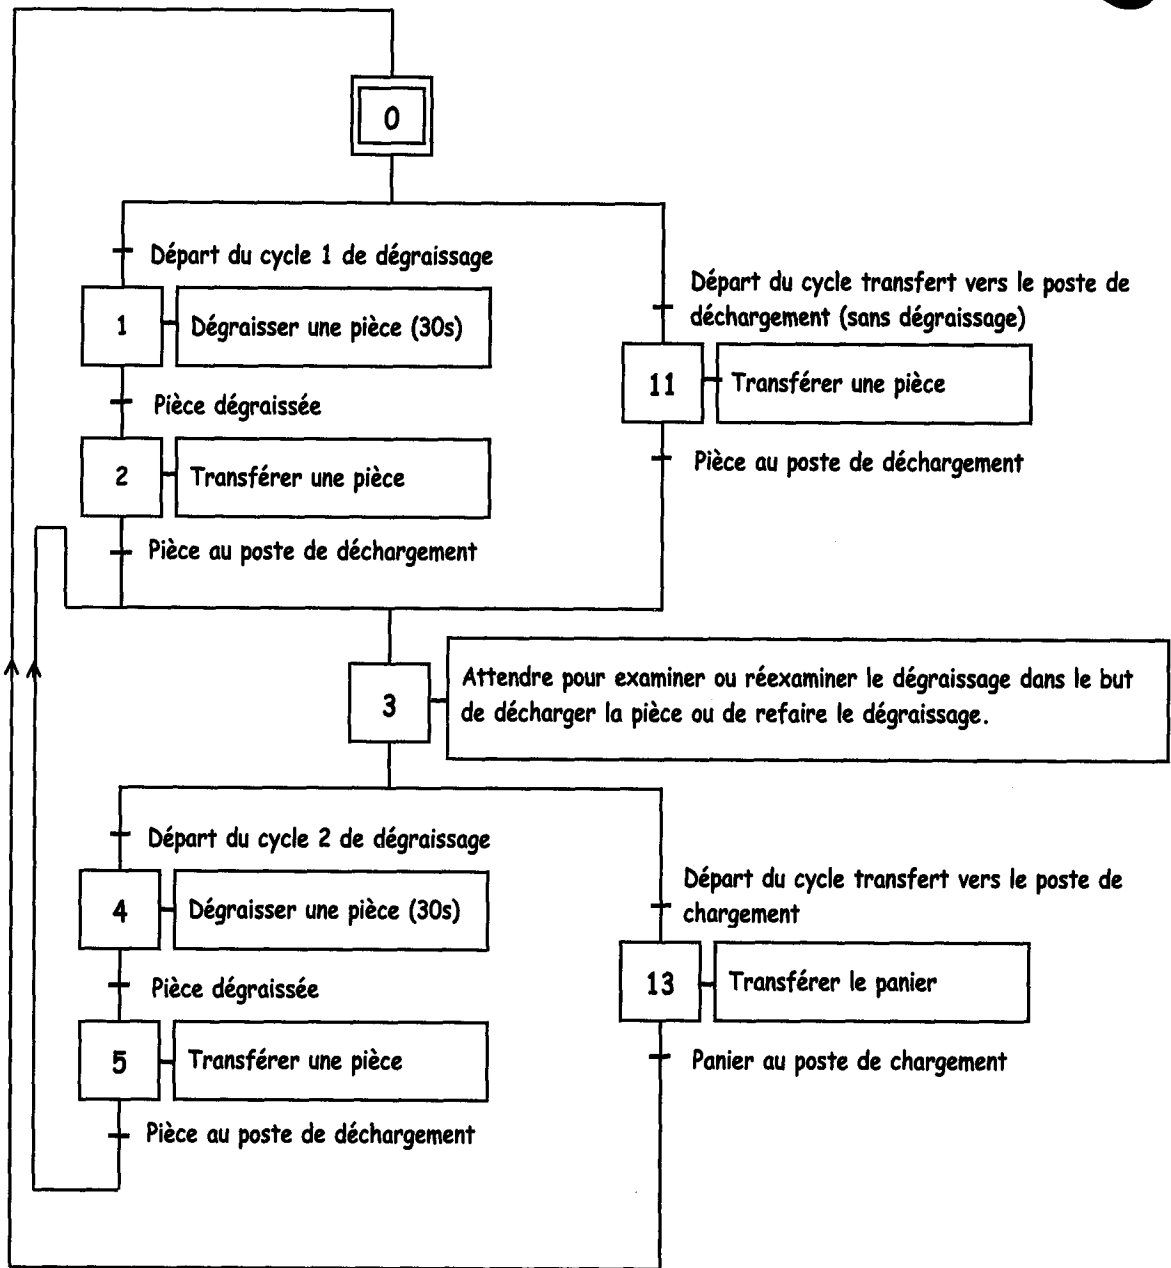 0
Départ du cycle 1 de dégraissage
1
Dégraisser une pièce (30s)
Pièce dégraissée
2
Transférer une pièce
Pièce au poste de déchargement
Départ du cycle transfert vers le poste de
déchargement (sans dégraissage)
11
Transférer une pièce
Pièce au poste de déchargement
3
Attendre pour examiner ou réexaminer le dégraissage dans le but
de décharger la pièce ou de refaire le dégraissage.
Départ du cycle 2 de dégraissage
4
Dégraisser une pièce (30s)
Pièce dégraissée
5
Transférer une pièce
Pièce au poste de déchargement
Départ du cycle transfert vers le poste de
chargement
13
Transférer le panier
Panier au poste de chargement